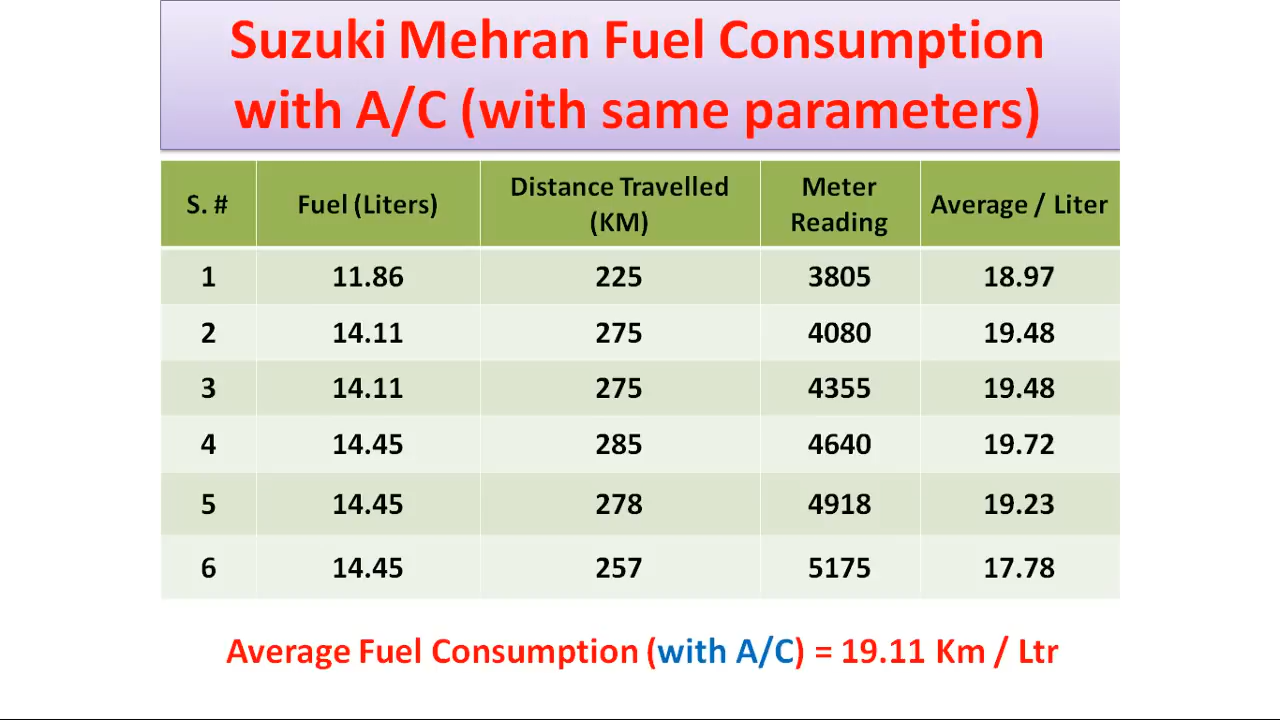 Suzuki Mehran Fuel Consumption
with A/C (with same parameters)
S. # Fuel (Liters) Distance Travelled (KM) Meter Reading Average / Liter
1 11.86 225 3805 18.97
2 14.11 275 4080 19.48
3 14.11 275 4355 19.48
4 14.45 285 4640 19.72
5 14.45 278 4918 19.23
6 14.45 257 5175 17.78
Average Fuel Consumption (with A/C) = 19.11 Km / Ltr